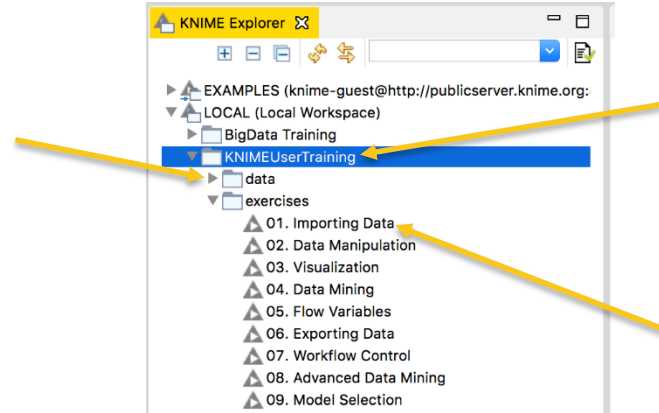 KNIME Explorer
EXAMPLES (knime-guest@http://publicserver.knime.org:
LOCAL (Local Workspace)
BigData Training
KNIMEUserTraining
data
exercises
01. Importing Data
02. Data Manipulation
03. Visualization
04. Data Mining
05. Flow Variables
06. Exporting Data
07. Workflow Control
08. Advanced Data Mining
09. Model Selection